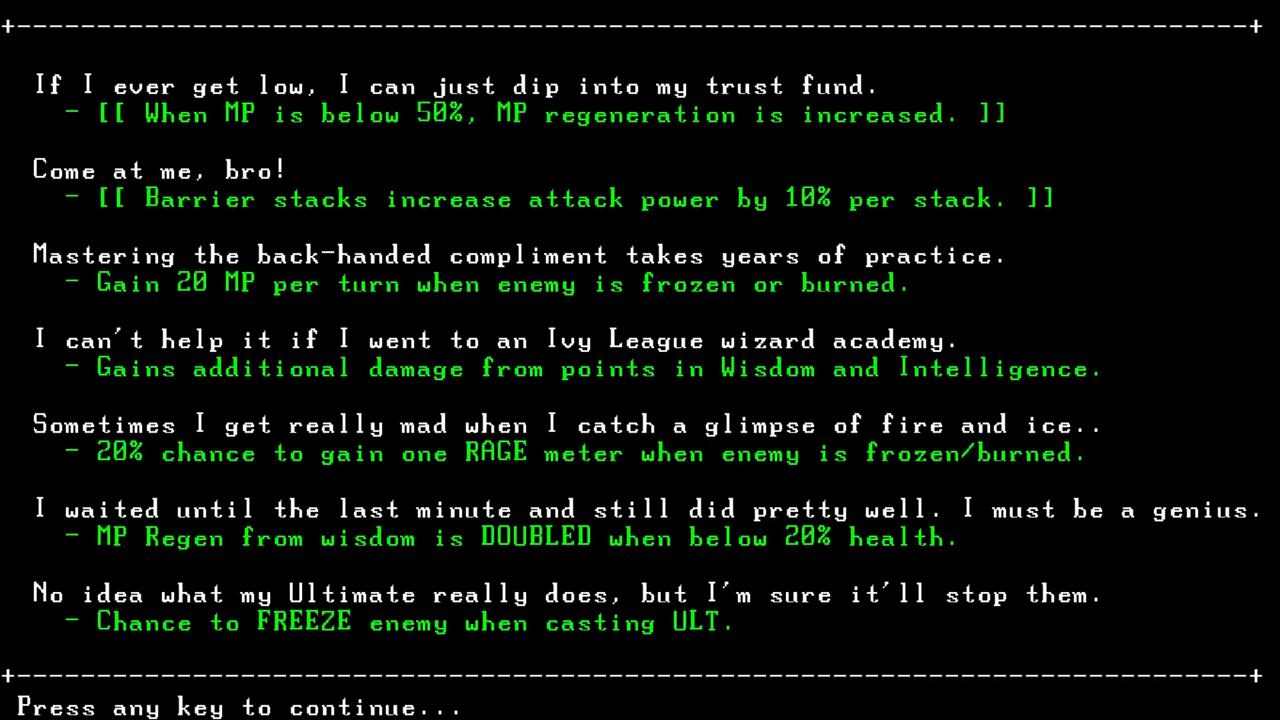 If I ever get low, I can just dip into my trust fund.
- [[ When MP is below 50%, MP regeneration is increased. ]]
Come at me, bro!
- [[ Barrier stacks increase attack power by 10% per stack. ]]
Mastering the back-handed compliment takes years of practice.
- Gain 20 MP per turn when enemy is frozen or burned.
I can't help it if I went to an Ivy League wizard academy.
- Gains additional damage from points in Wisdom and Intelligence.
Sometimes I get really mad when I catch a glimpse of fire and ice..
- 20% chance to gain one RAGE meter when enemy is frozen/burned.
I waited until the last minute and still did pretty well. I must be a genius.
- MP Regen from wisdom is DOUBLED when below 20% health.
No idea what my Ultimate really does, but I'm sure it'll stop them.
- Chance to FREEZE enemy when casting ULT.
Press any key to continue...